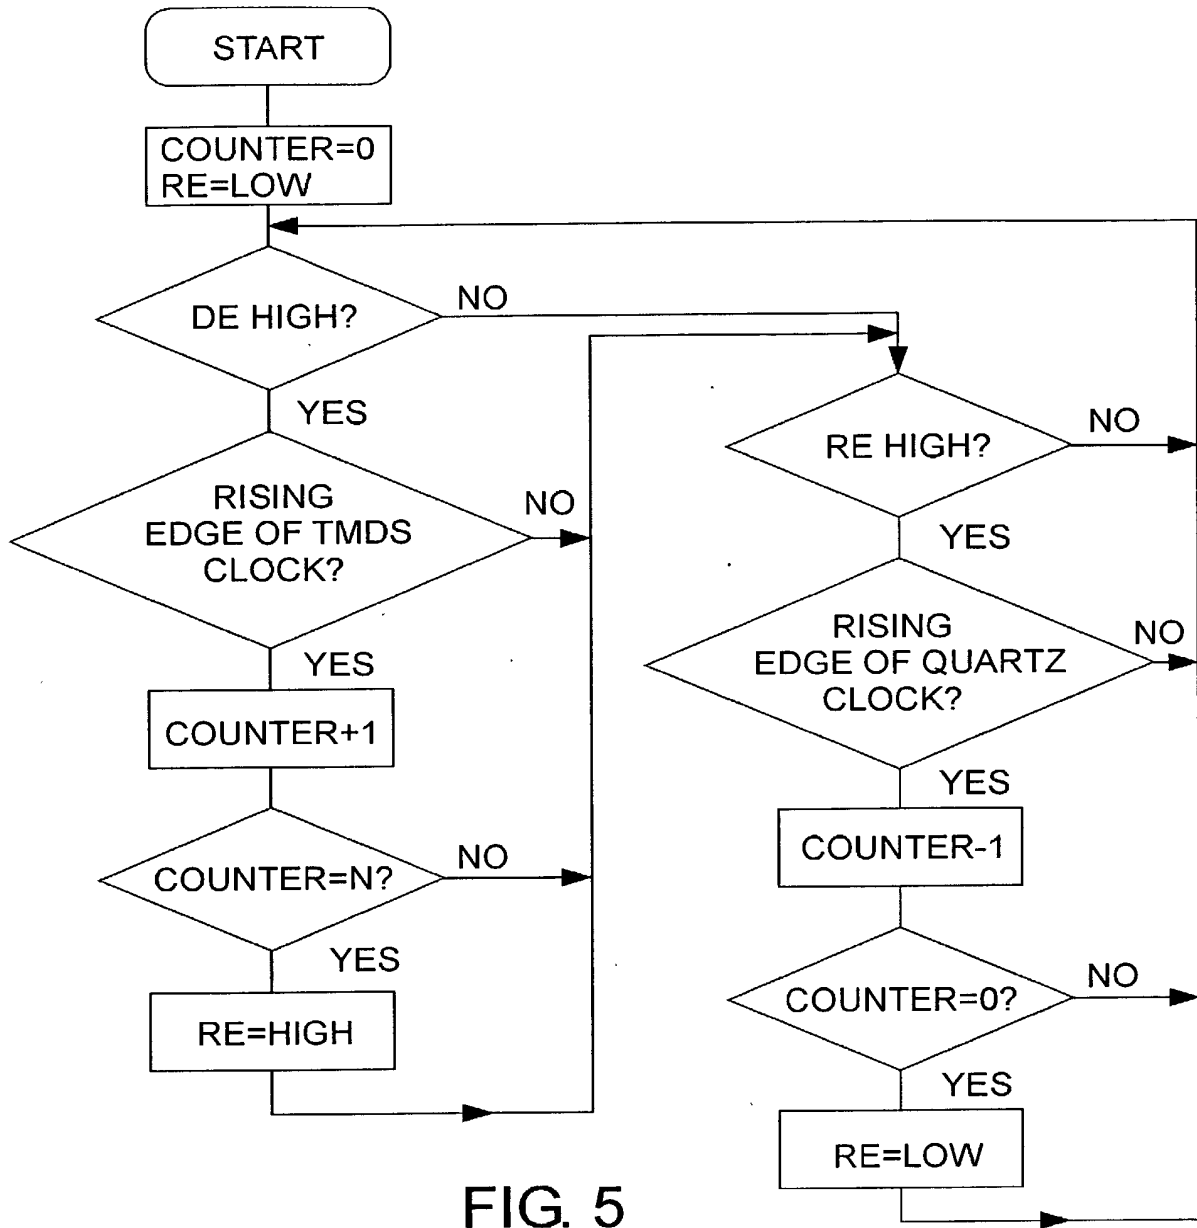 START
COUNTER=0
RE=LOW
DE HIGH?
NO
YES
RISING
EDGE OF TMDS
CLOCK?
NO
YES
COUNTER+1
COUNTER=N?
NO
YES
RE=HIGH
RE HIGH?
NO
YES
RISING
EDGE OF QUARTZ
CLOCK?
NO
YES
COUNTER-1
COUNTER=0?
NO
YES
RE=LOW
FIG. 5